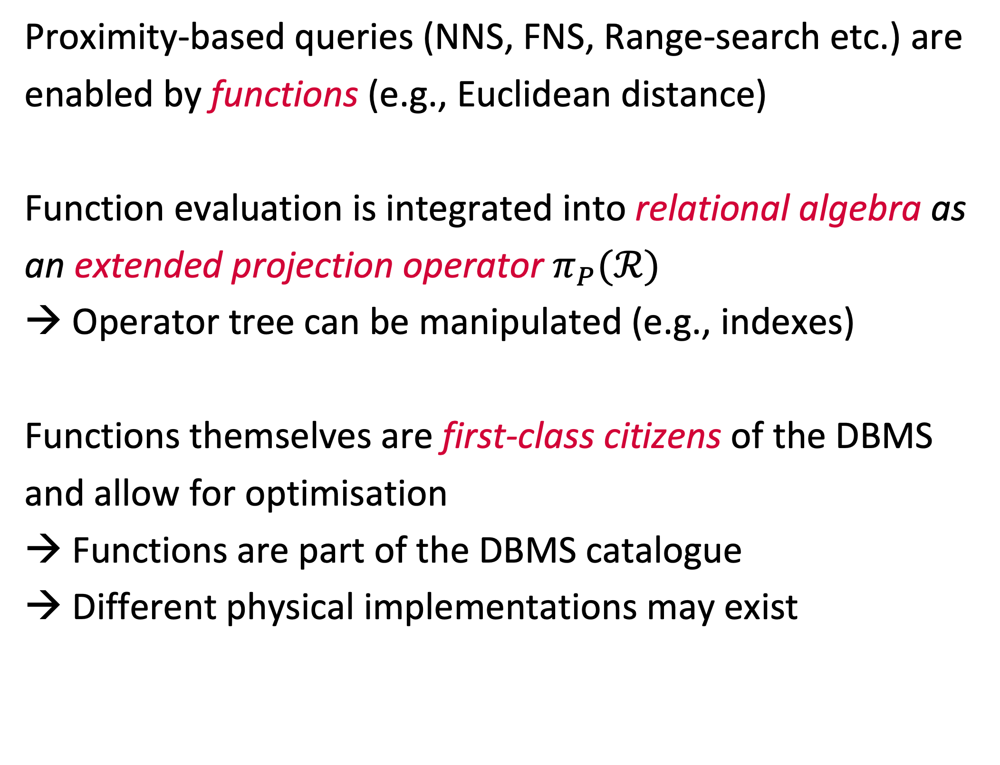 Proximity-based queries (NNS, FNS, Range-search etc.) are
enabled by functions (e.g., Euclidean distance)
Function evaluation is integrated into relational algebra as
an extended projection operator π_P(ℛ)
→ Operator tree can be manipulated (e.g., indexes)
Functions themselves are first-class citizens of the DBMS
and allow for optimisation
→ Functions are part of the DBMS catalogue
→ Different physical implementations may exist